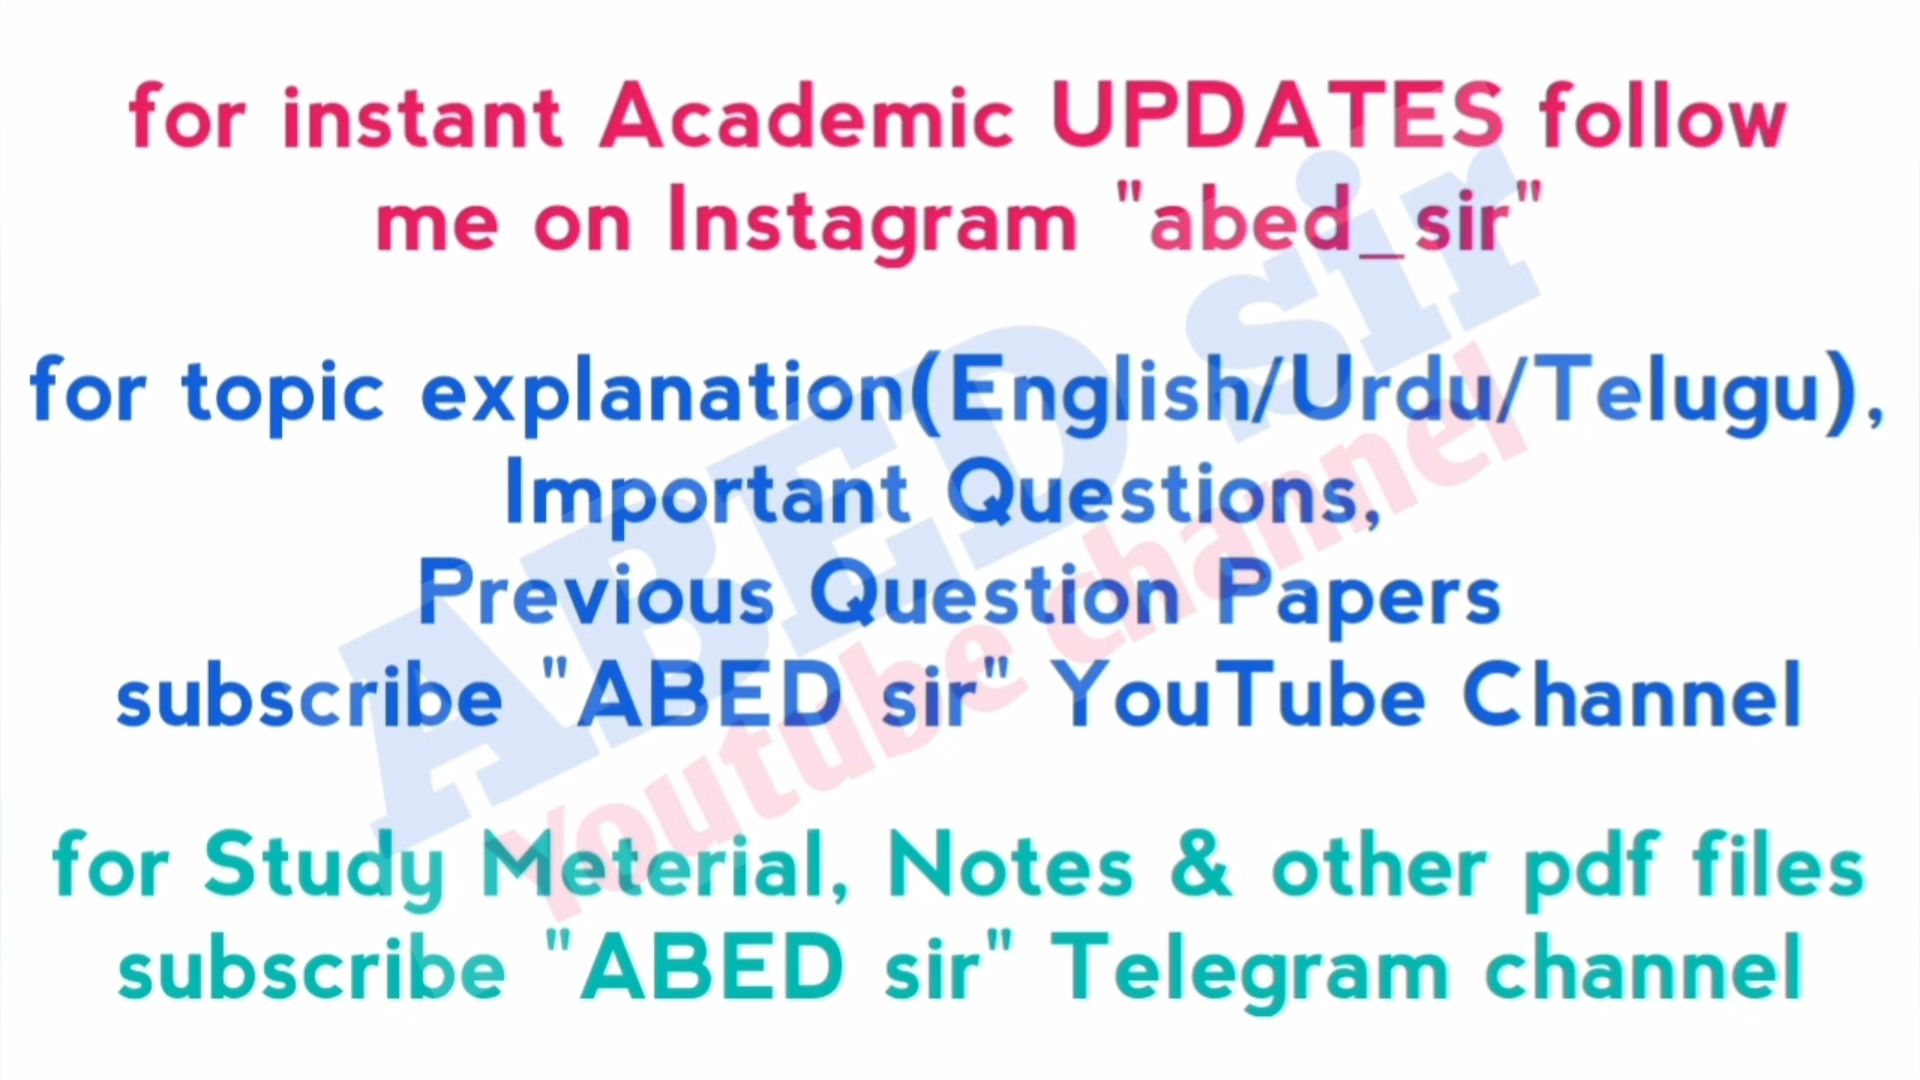 for instant Academic UPDATES follow
me on Instagram "abed_sir"
for topic explanation(English/Urdu/Telugu),
Important Questions,
Previous Question Papers
subscribe "ABED sir" YouTube Channel
for Study Meterial, Notes & other pdf files
subscribe "ABED sir" Telegram channel
ABED sir
Youtube channel